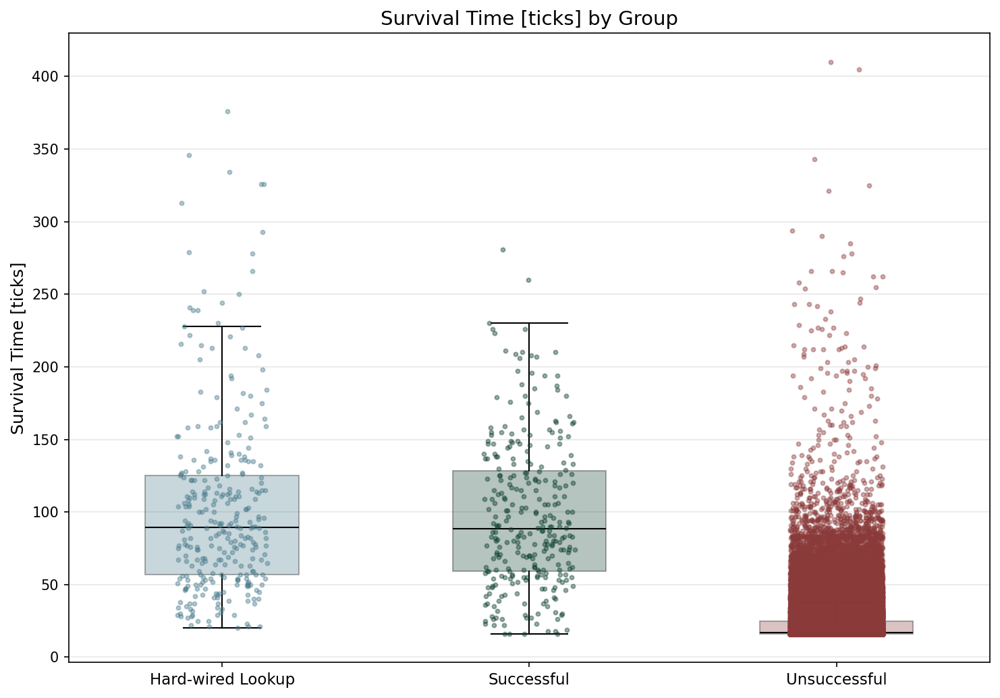 Survival Time [ticks] by Group
Survival Time [ticks]
400
350
300
250
200
150
100
50
0
Hard-wired Lookup
Successful
Unsuccessful